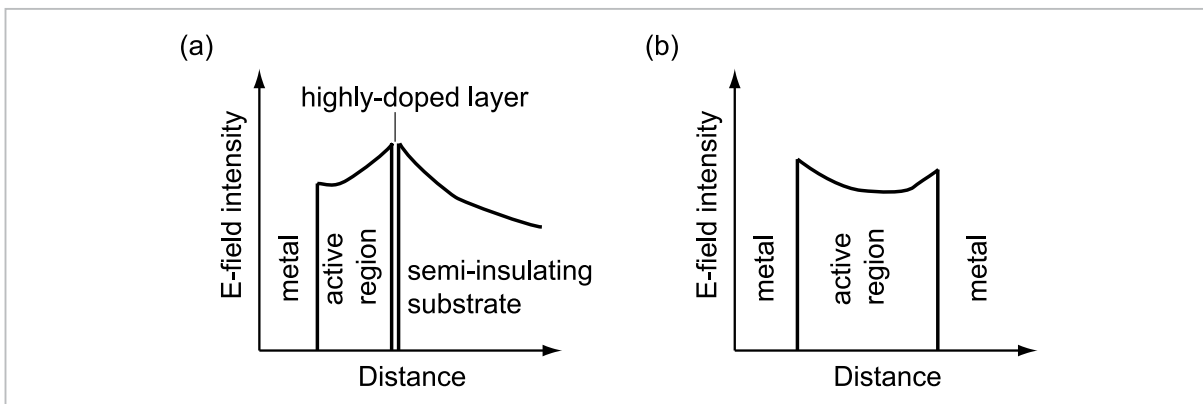 (a)
highly-doped layer
E-field intensity
metal
active
region
semi-insulating
substrate
Distance
(b)
E-field intensity
metal
active
region
metal
Distance